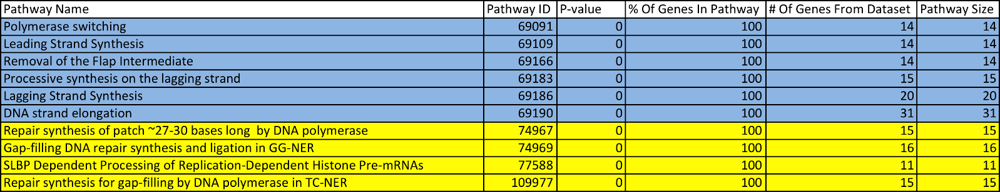 Pathway Name Pathway ID P-value % Of Genes In Pathway # Of Genes From Dataset Pathway Size
Polymerase switching 69091 0 100 14 14
Leading Strand Synthesis 69109 0 100 14 14
Removal of the Flap Intermediate 69166 0 100 14 14
Processive synthesis on the lagging strand 69183 0 100 15 15
Lagging Strand Synthesis 69186 0 100 20 20
DNA strand elongation 69190 0 100 31 31
Repair synthesis of patch ~27-30 bases long  by DNA polymerase 74967 0 100 15 15
Gap-filling DNA repair synthesis and ligation in GG-NER 74969 0 100 16 16
SLBP Dependent Processing of Replication-Dependent Histone Pre-mRNAs 77588 0 100 11 11
Repair synthesis for gap-filling by DNA polymerase in TC-NER 109977 0 100 15 15